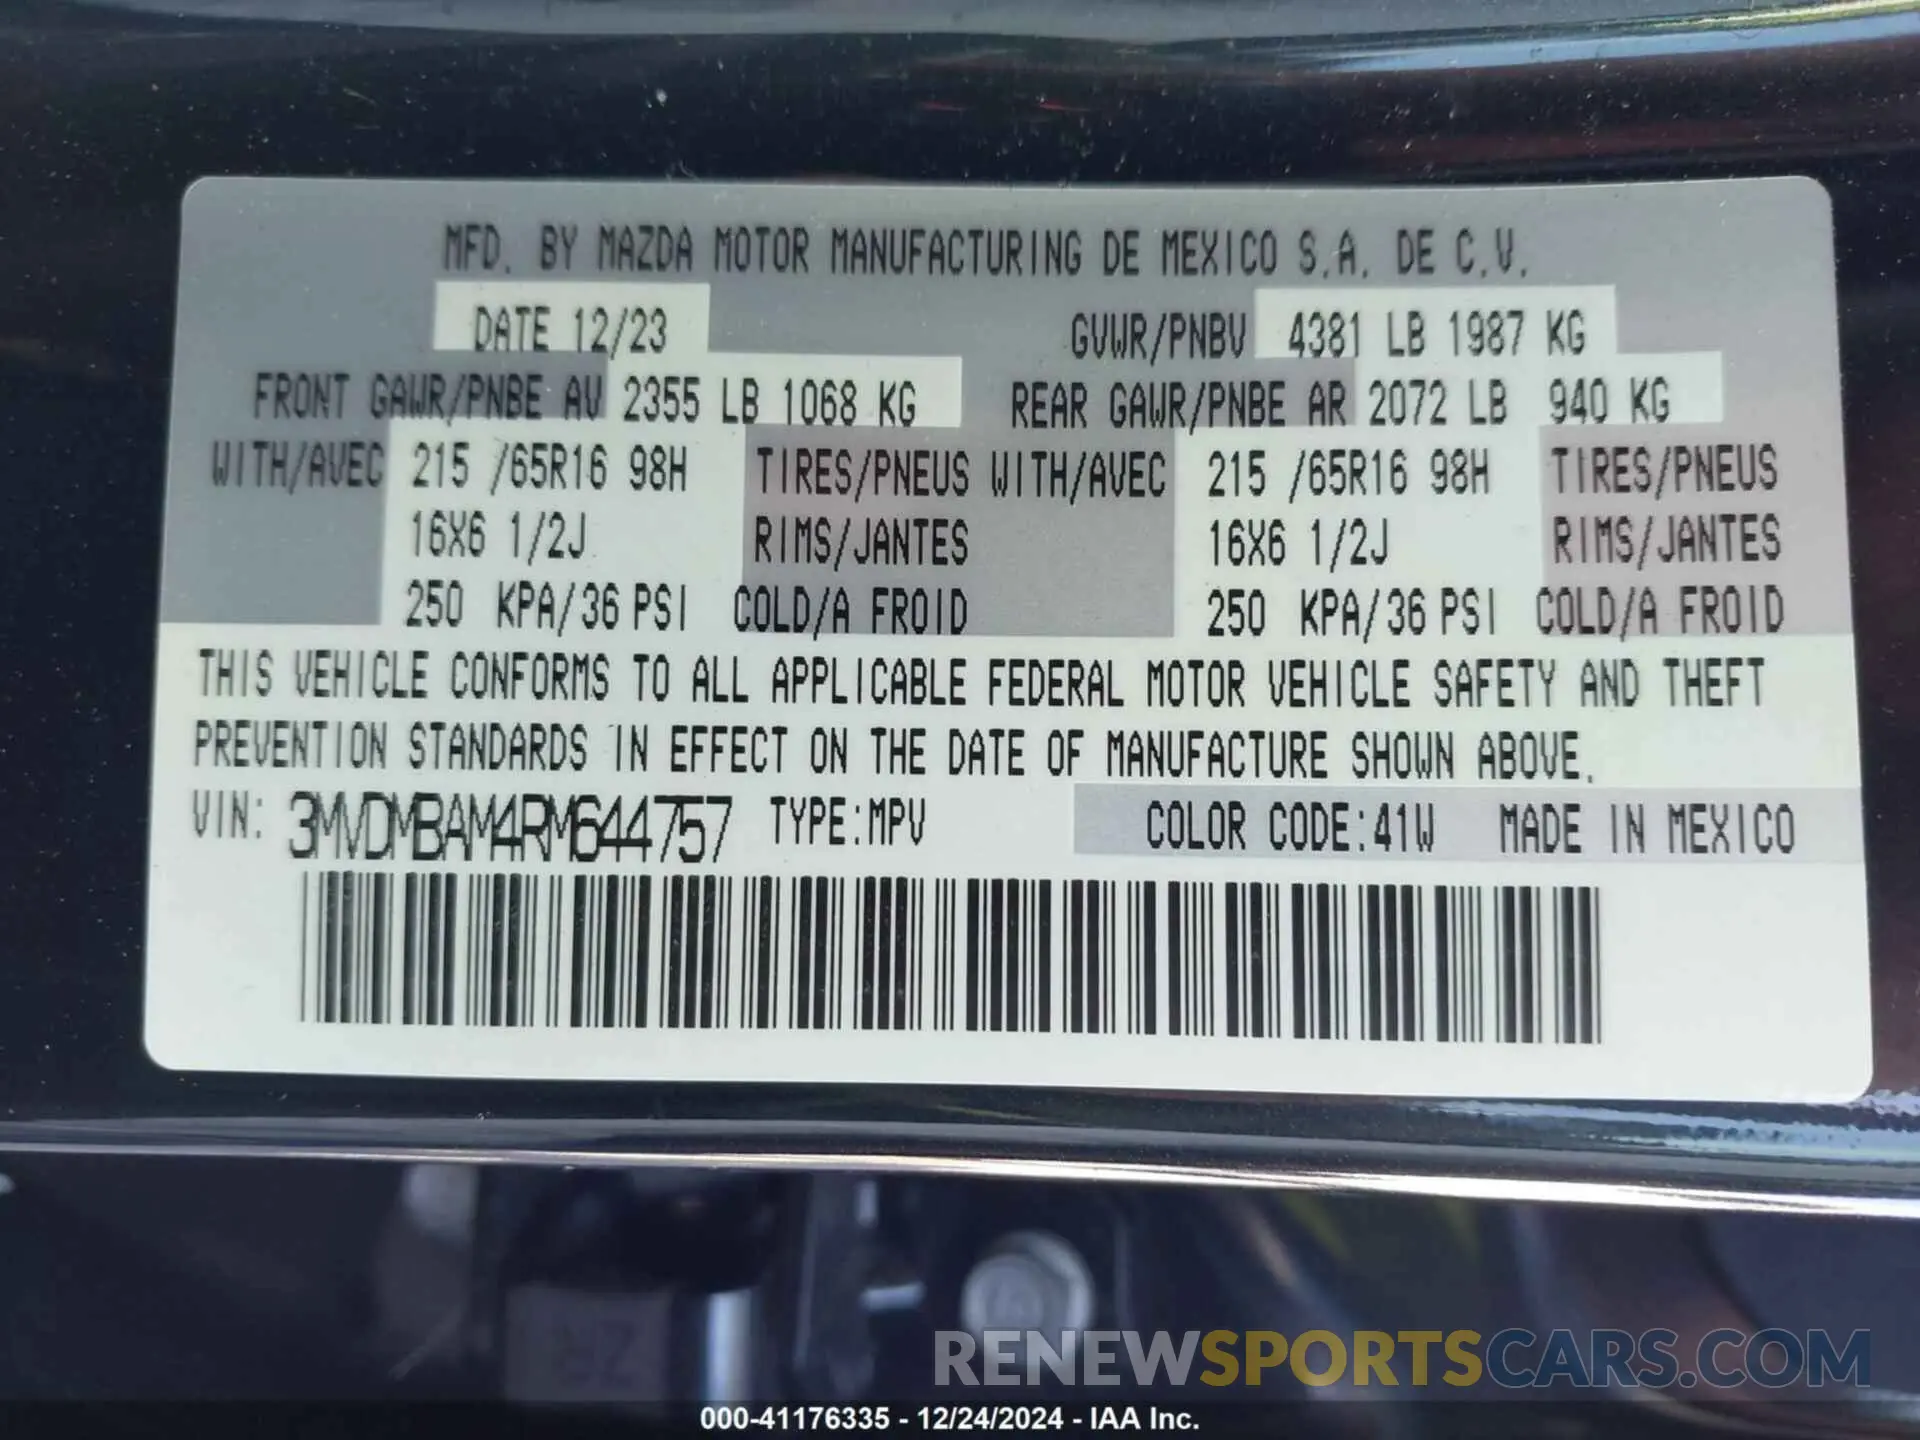 MFD. BY MAZDA MOTOR MANUFACTURING DE MEXICO S.A. DE C.V.
DATE 12/23 GVWR/PNBV 4381 LB 1987 KG
FRONT GAWR/PNBE AV 2355 LB 1068 KG REAR GAWR/PNBE AR 2072 LB 940 KG
WITH/AVEC 215 /65R16 98H TIRES/PNEUS WITH/AVEC 215 /65R16 98H TIRES/PNEUS
16X6 1/2J RIMS/JANTES 16X6 1/2J RIMS/JANTES
250 KPA/36 PSI COLD/A FROID 250 KPA/36 PSI COLD/A FROID
THIS VEHICLE CONFORMS TO ALL APPLICABLE FEDERAL MOTOR VEHICLE SAFETY AND THEFT
PREVENTION STANDARDS IN EFFECT ON THE DATE OF MANUFACTURE SHOWN ABOVE.
VIN: 3MVDMBAM4RM644757 TYPE:MPV COLOR CODE:41W MADE IN MEXICO
RENEWSPORTSCARS.COM
000-41176335 - 12/24/2024 - IAA Inc.